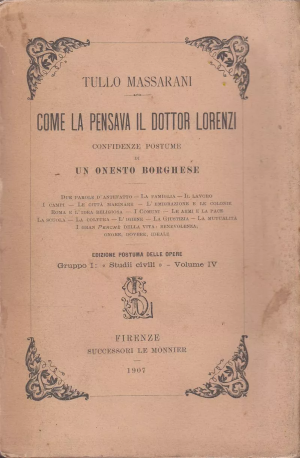 TULLO MASSARANI
COME LA PENSAVA IL DOTTOR LORENZI
CONFIDENZE POSTUME
DI
UN ONESTO BORGHESE
DUE PAROLE D'ARTEFATTO — LA FAMIGLIA — IL LAVORO
I CAMPI — LE CITTÀ MARINARE — L'EMIGRAZIONE E LE COLONIE
ROMA E L'IDEA RELIGIOSA — I COMUNI — LE ARMI E LA PACE
LA SCUOLA — LA COLTURA — L'IGIENE — LA GIUSTIZIA — LA MUTUALITÀ
I GRAN Perchè DELLA VITA: BENEVOLENZA,
ONORE, DOVERE, IDEALE
EDIZIONE POSTUMA DELLE OPERE
Gruppo I: « Studii civili » - Volume IV
FIRENZE
SUCCESSORI LE MONNIER
1907